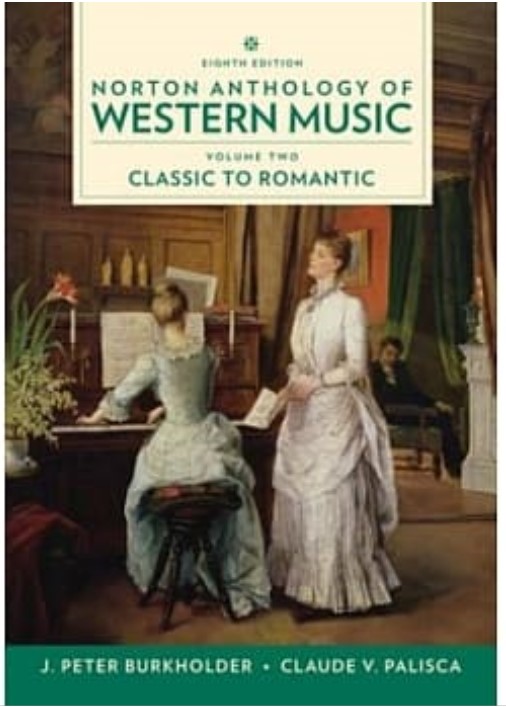 EIGHTH EDITION
NORTON ANTHOLOGY OF
WESTERN MUSIC
VOLUME TWO
CLASSIC TO ROMANTIC
J. PETER BURKHOLDER • CLAUDE V. PALISCA